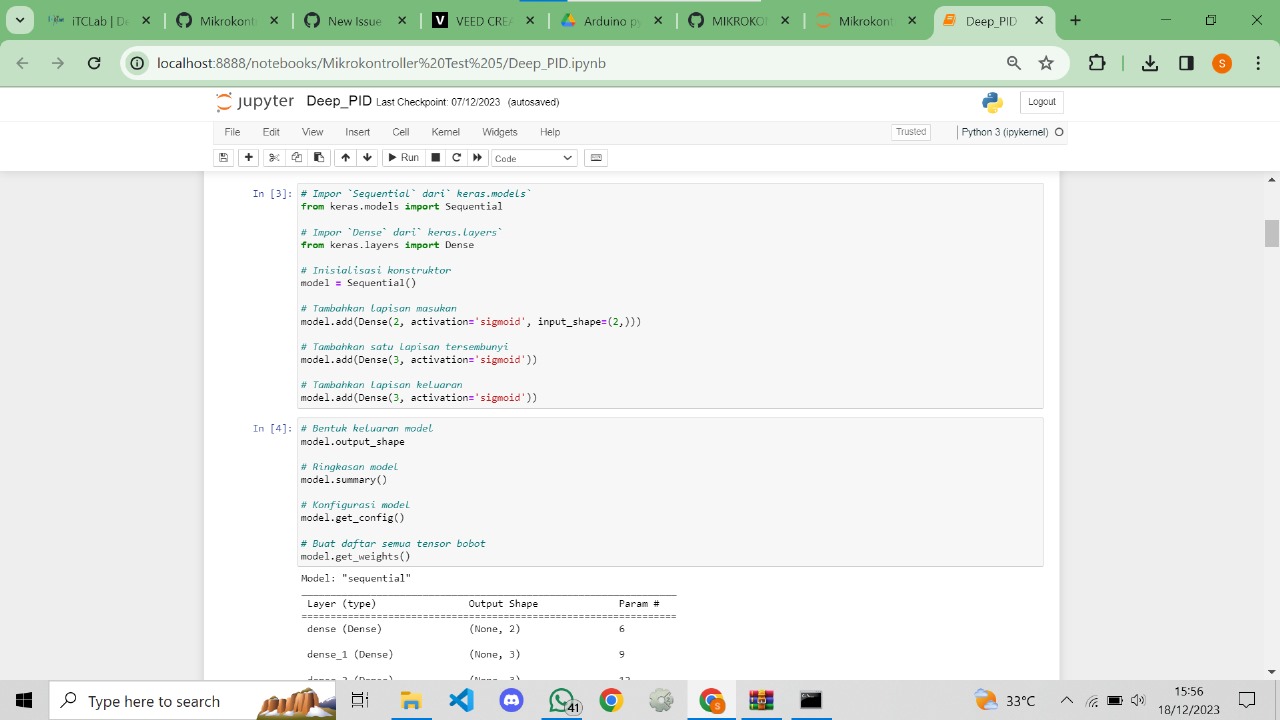 iTCLab | De
Mikrokont
New Issue
VEED CREA
Arduino py
MIKROKON
Mikrokont
Deep_PID
localhost:8888/notebooks/Mikrokontroller%20Test%205/Deep_PID.ipynb
S
jupyter Deep_PID Last Checkpoint: 07/12/2023 (autosaved)
Logout
File Edit View Insert Cell Kernel Widgets Help
Trusted
Python 3 (ipykernel)
Run
Code
In [3]:
# Impor `Sequential` dari` keras.models`
from keras.models import Sequential
# Impor `Dense` dari` keras.layers`
from keras.layers import Dense
# Inisialisasi konstruktor
model = Sequential()
# Tambahkan lapisan masukan
model.add(Dense(2, activation='sigmoid', input_shape=(2,)))
# Tambahkan satu lapisan tersembunyi
model.add(Dense(3, activation='sigmoid'))
# Tambahkan lapisan keluaran
model.add(Dense(3, activation='sigmoid'))
In [4]:
# Bentuk keluaran model
model.output_shape
# Ringkasan model
model.summary()
# Konfigurasi model
model.get_config()
# Buat daftar semua tensor bobot
model.get_weights()
Model: "sequential"
Layer (type) Output Shape Param #
dense (Dense) (None, 2) 6
dense_1 (Dense) (None, 3) 9
dense_2 (Dense) (None, 3) 12
Type here to search
41
S
33°C
15:56
18/12/2023